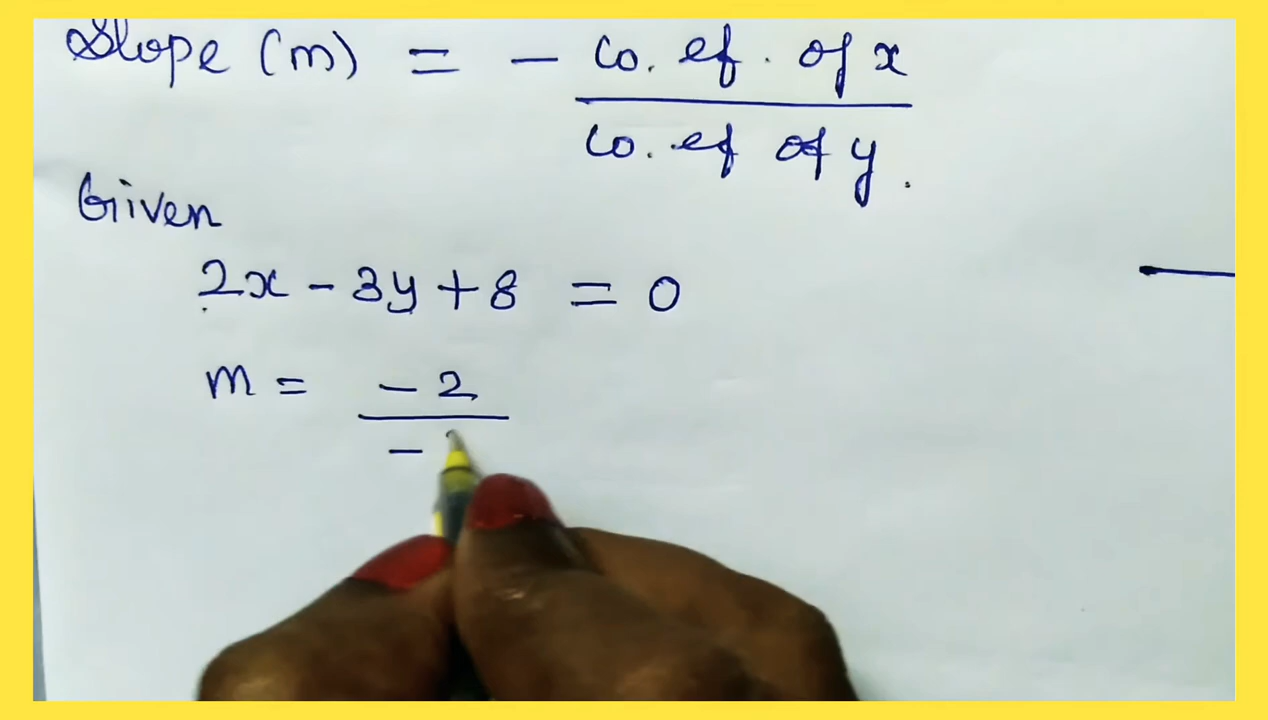 Slope (m) = - Co. ef. of x
Co. ef of y.
Given
2x - 3y + 8 = 0
m = - 2
-